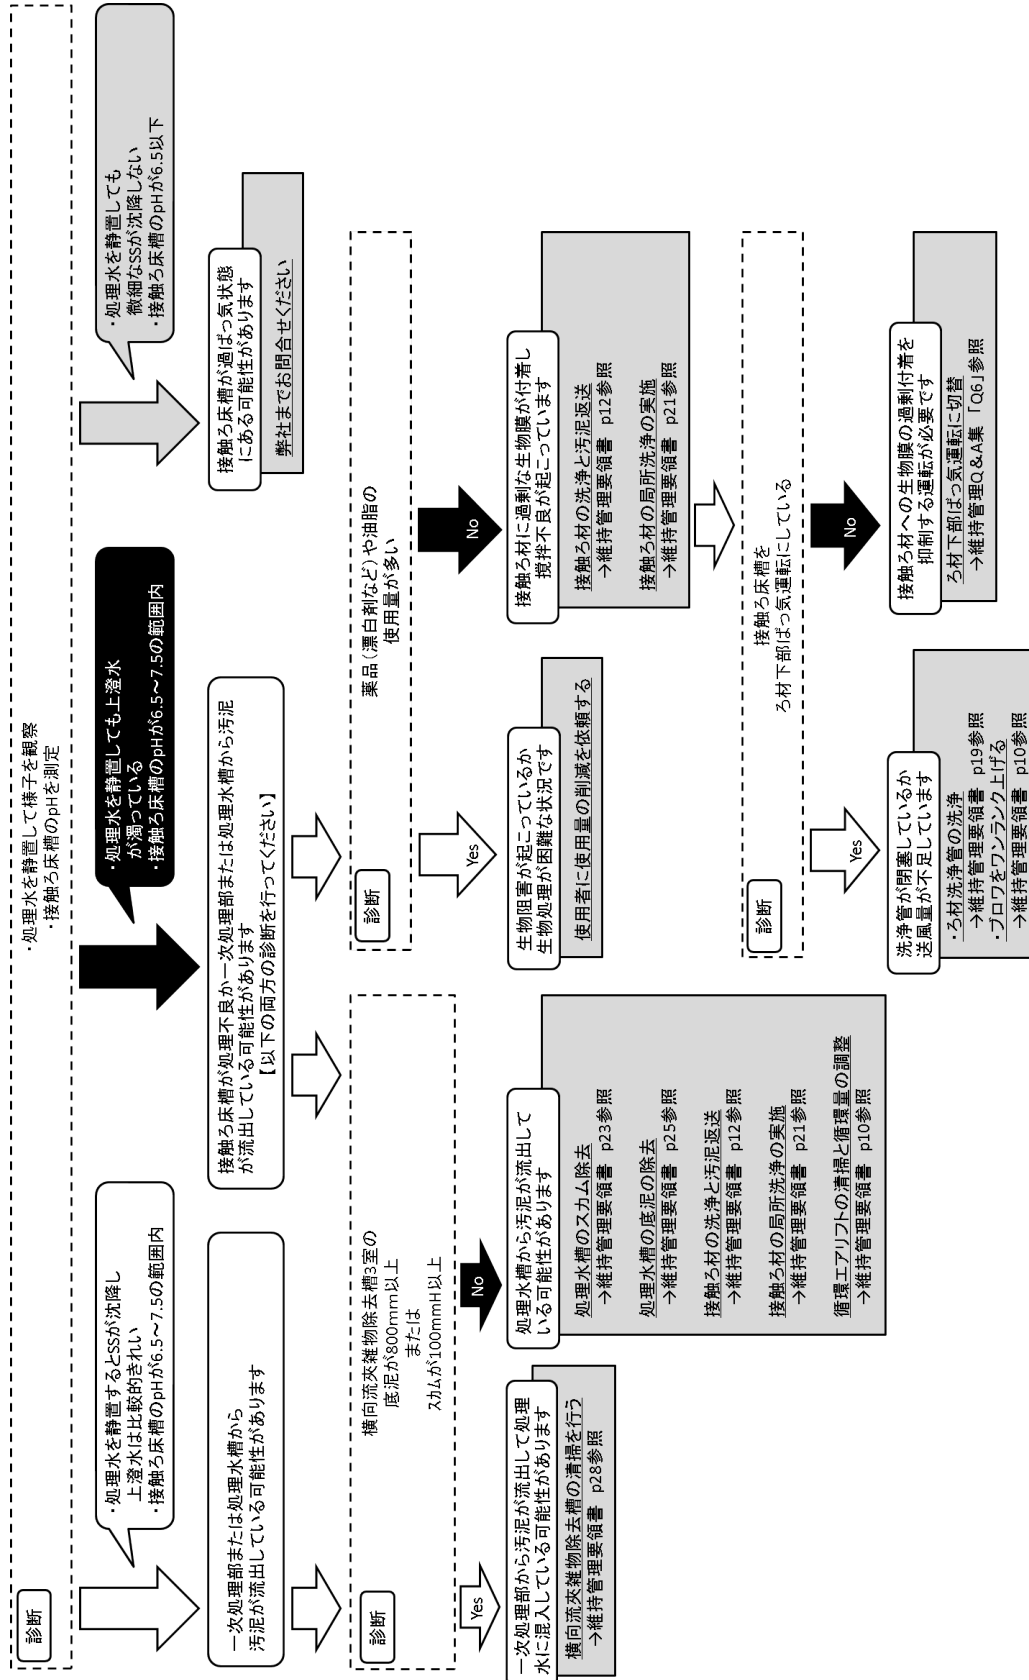 診断
・処理水を静置して様子を観察
・接触ろ床槽のpHを測定
・処理水を静置するとSSが沈降し
上澄水は比較的きれい
・接触ろ床槽のpHが6.5～7.5の範囲内
・処理水を静置しても上澄水
が濁っている
・接触ろ床槽のpHが6.5～7.5の範囲内
・処理水を静置しても
微細なSSが沈降しない
・接触ろ床槽のpHが6.5以下
一次処理部または処理水槽から
汚泥が流出している可能性があります
接触ろ床槽が処理不良か一次処理部または処理水槽から汚泥
が流出している可能性があります
【以下の両方の診断を行ってください】
接触ろ床槽が過ばっ気状態
にある可能性があります
弊社までお問合せください
診断
横向流夾雑物除去槽3室の
底泥が800mm以上
または
スカムが100mmH以上
診断
薬品（漂白剤など）や油脂の
使用量が多い
Yes
No
Yes
No
一次処理部から汚泥が流出して処理
水に混入している可能性があります
横向流夾雑物除去槽の清掃を行う
→維持管理要領書 p28参照
処理水槽から汚泥が流出して
いる可能性があります
処理水槽のスカム除去
→維持管理要領書 p23参照
処理水槽の底泥の除去
→維持管理要領書 p25参照
接触ろ材の洗浄と汚泥返送
→維持管理要領書 p12参照
接触ろ材の局所洗浄の実施
→維持管理要領書 p21参照
循環エアリフトの清掃と循環量の調整
→維持管理要領書 p10参照
生物阻害が起こっているか
生物処理が困難な状況です
使用者に使用量の削減を依頼する
接触ろ材に過剰な生物膜が付着し
撹拌不良が起こっています
接触ろ材の洗浄と汚泥返送
→維持管理要領書 p12参照
接触ろ材の局所洗浄の実施
→維持管理要領書 p21参照
診断
接触ろ床槽を
ろ材下部ばっ気運転にしている
Yes
No
洗浄管が閉塞しているか
送風量が不足しています
・ろ材洗浄管の洗浄
→維持管理要領書 p19参照
・ブロワをワンランク上げる
→維持管理要領書 p10参照
接触ろ材への生物膜の過剰付着を
抑制する運転が必要です
ろ材下部ばっ気運転に切替
→維持管理Q＆A集 「Q6」参照